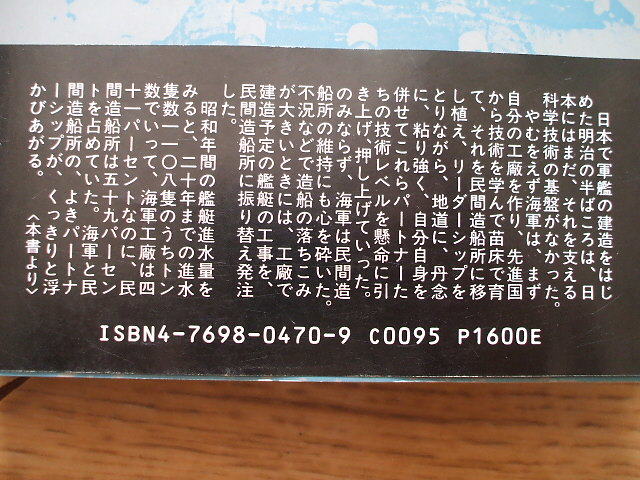 日本で軍艦の建造をはじ
めた明治の半ばころは、日
本にはまだ、それを支える
科学技術の基盤がなかった。
　やむをえず海軍は、まず
自分の工廠を作り、先進国
から技術を学んで苗床で育
て、それを民間造船所に移
し植え、リーダーシップを
とりながら、地道に、丹念
に、粘り強く、自分自身を
併せてこれらパートナーた
ちの技術レベルを懸命に引
き上げ、押し上げていった。
　のみならず、海軍は民間造
船所の維持にも心を砕いた。
不況などで造船の落ちこみ
が大きいときには、工廠で
建造予定の艦艇の工事を、
民間造船所に振り替え発注
した。
　昭和年間の艦艇進水量を
みると、二十年までの進水
隻数一一〇八隻のうちトン
数でいって、海軍工廠は四
十一パーセントなのに、民
間造船所は五十九パーセン
トを占めていた。海軍と民
間造船所の、よきパートナ
ーシップが、くっきりと浮
かびあがる。〈本書より〉
ISBN4-7698-0470-9 C0095 P1600E